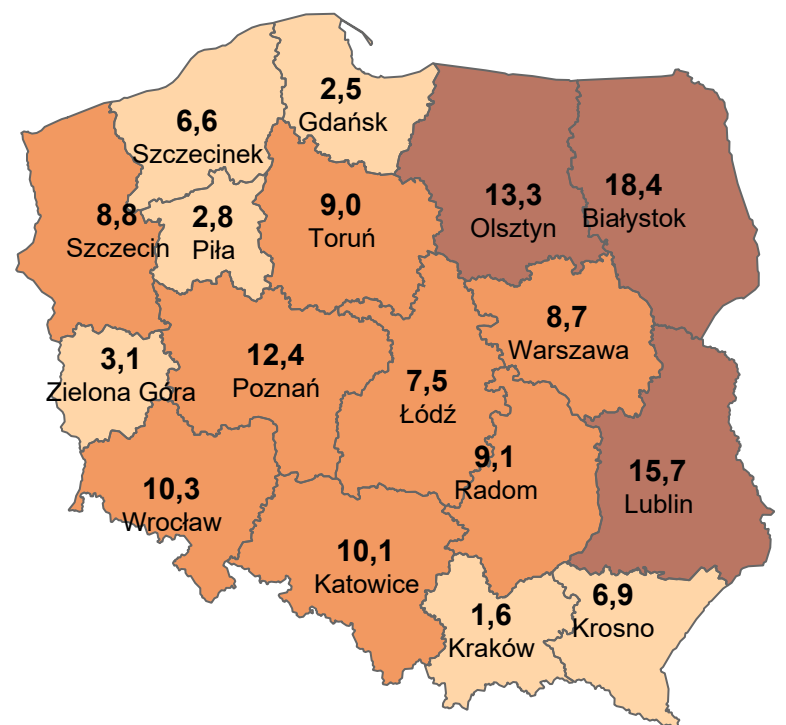 2,5
Gdańsk
6,6
Szczecinek
13,3
Olsztyn
18,4
Białystok
8,8
Szczecin
2,8
Piła
9,0
Toruń
8,7
Warszawa
3,1
Zielona Góra
12,4
Poznań
7,5
Łódź
9,1
Radom
15,7
Lublin
10,3
Wrocław
10,1
Katowice
1,6
Kraków
6,9
Krosno